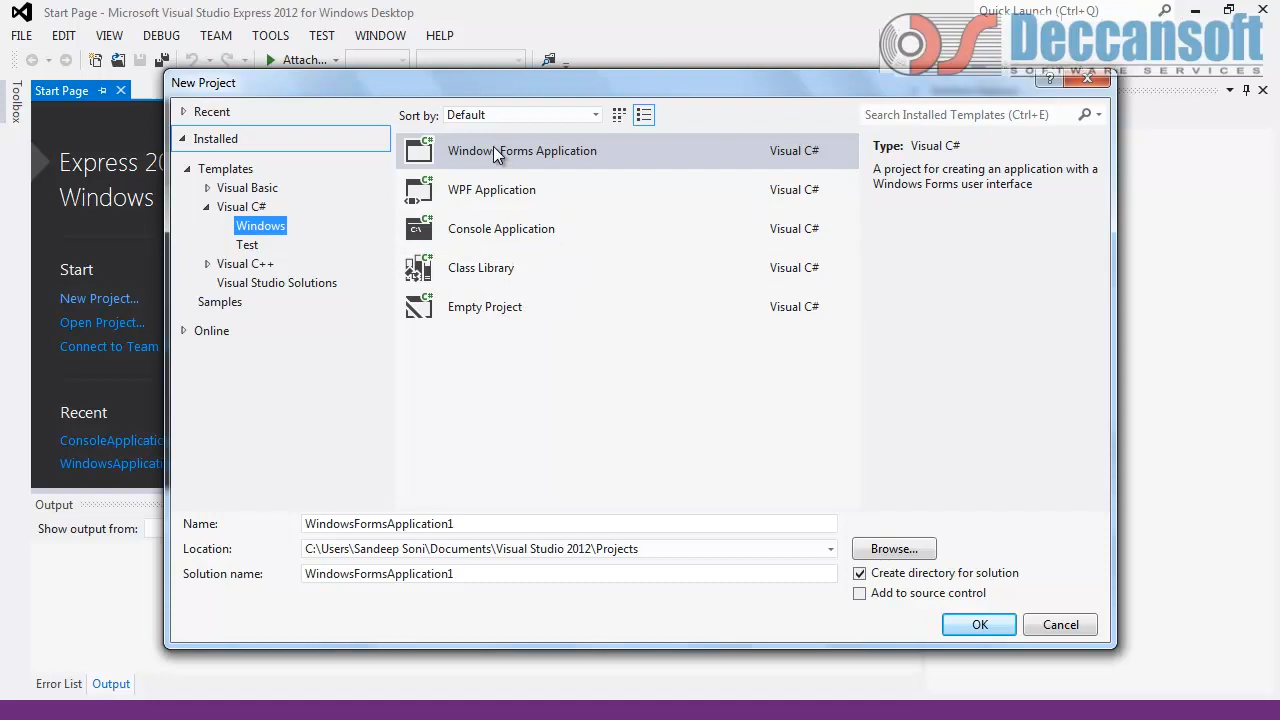 Start Page - Microsoft Visual Studio Express 2012 for Windows Desktop
Quick Launch (Ctrl+Q)
FILE EDIT VIEW DEBUG TEAM TOOLS TEST WINDOW HELP
Attach...
Deccansoft
SOFTWARE SERVICES
Toolbox
Start Page
Express 20
Windows
Start
New Project...
Open Project...
Connect to Team
Recent
ConsoleApplicatio
WindowsApplicati
Output
Show output from:
Error List Output
New Project
Recent
Installed
Templates
Visual Basic
Visual C#
Windows
Test
Visual C++
Visual Studio Solutions
Samples
Online
Sort by: Default
Search Installed Templates (Ctrl+E)
Windows Forms Application Visual C#
WPF Application Visual C#
Console Application Visual C#
Class Library Visual C#
Empty Project Visual C#
Type: Visual C#
A project for creating an application with a
Windows Forms user interface
Name: WindowsFormsApplication1
Location: C:\Users\Sandeep Soni\Documents\Visual Studio 2012\Projects
Browse...
Solution name: WindowsFormsApplication1
Create directory for solution
Add to source control
OK Cancel